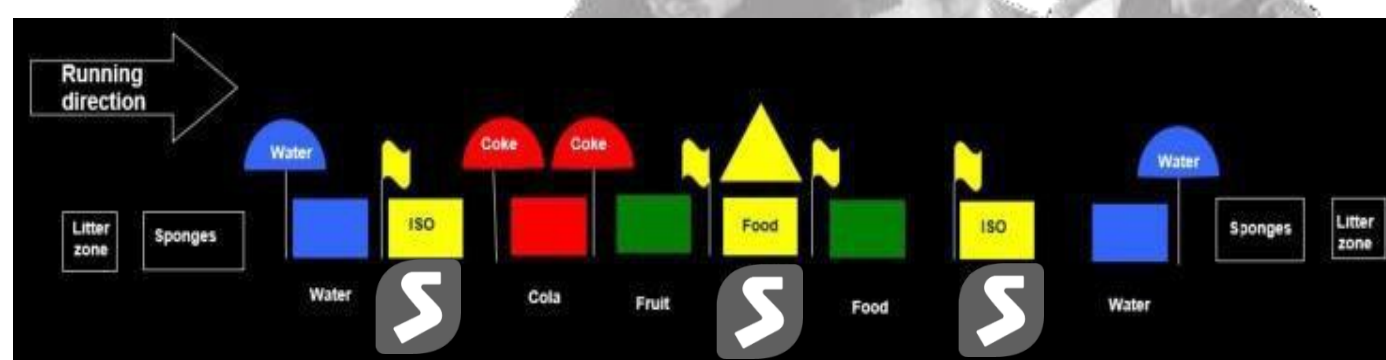 Running
direction
Water
Coke
Coke
Water
Litter
zone
Sponges
ISO
Food
ISO
Sponges
Litter
zone
Water
Cola
Fruit
Food
Water